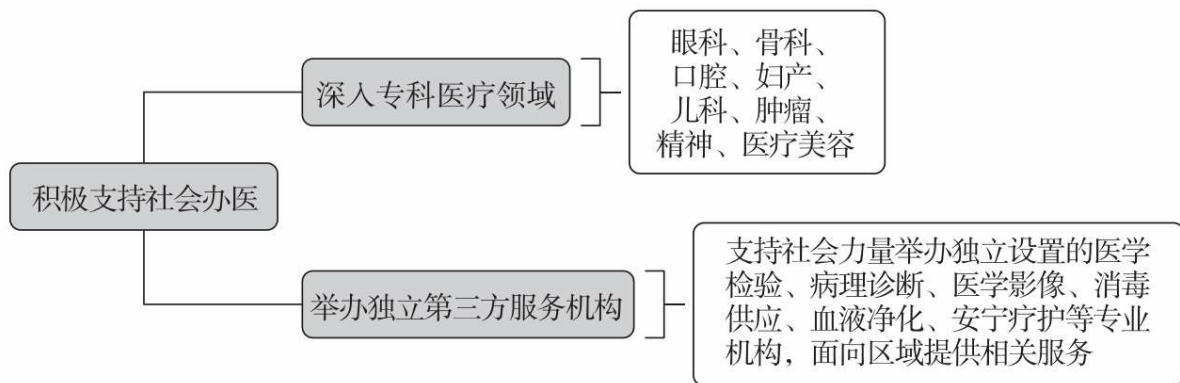 积极支持社会办医
深入专科医疗领域
眼科、骨科、
口腔、妇产、
儿科、肿瘤、
精神、医疗美容
举办独立第三方服务机构
支持社会力量举办独立设置的医学
检验、病理诊断、医学影像、消毒
供应、血液净化、安宁疗护等专业
机构，面向区域提供相关服务